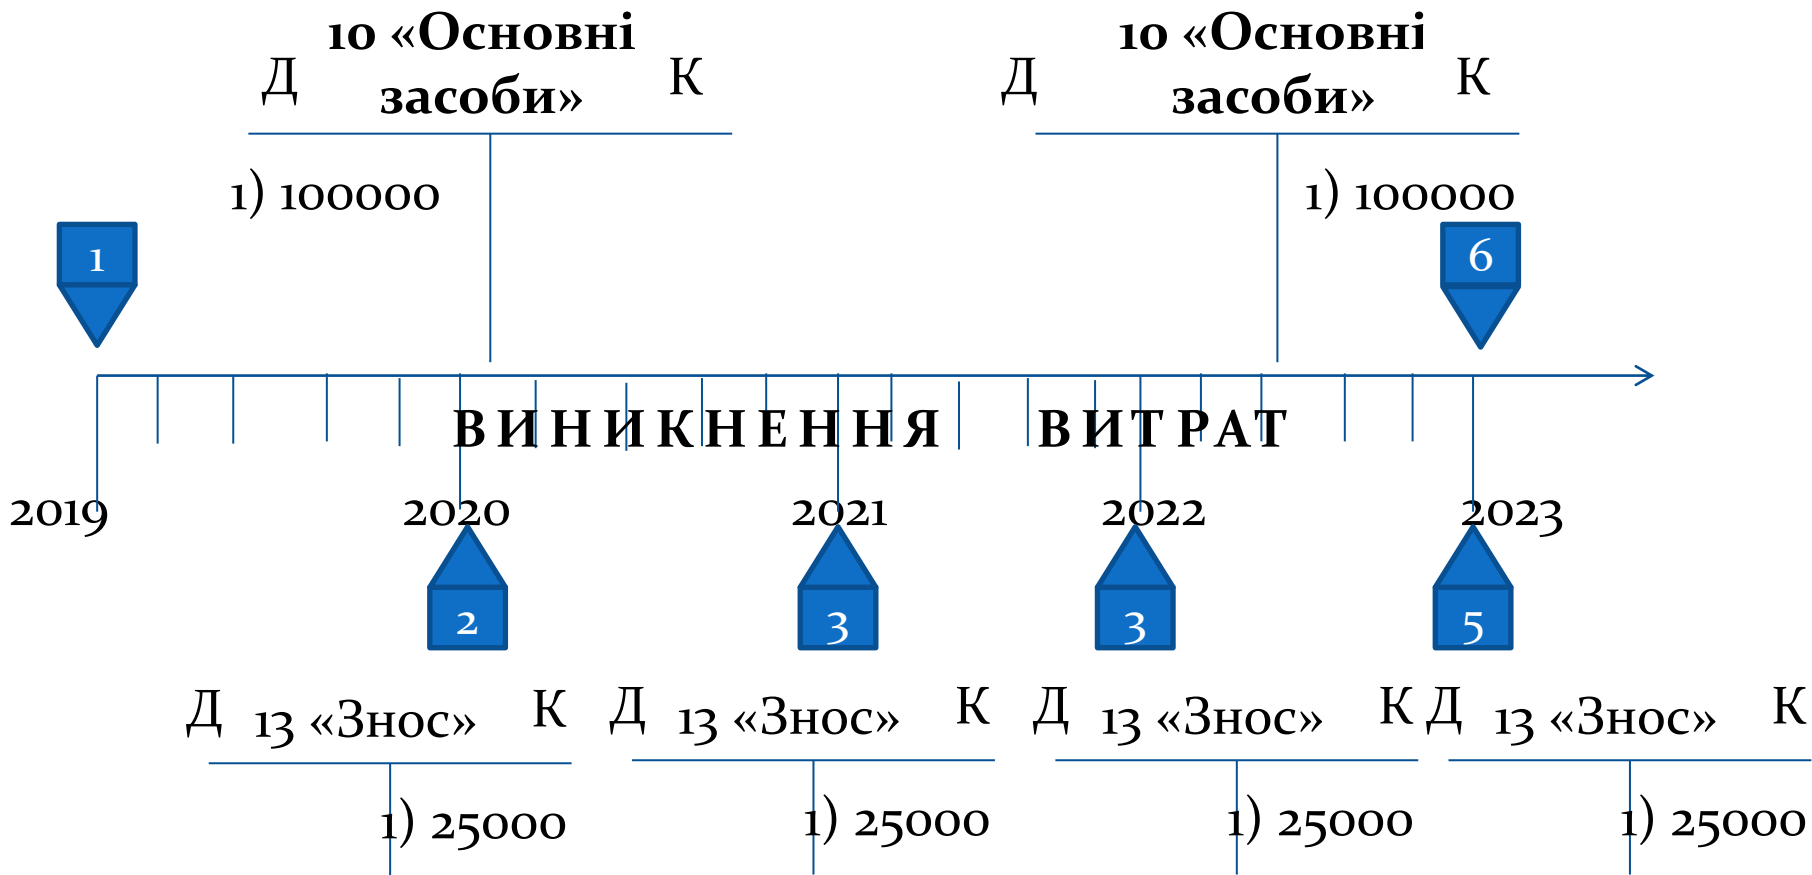 10 «Основні
засоби»
Д К
1) 100000
10 «Основні
засоби»
Д К
1) 100000
1
6
ВИНИКНЕННЯ ВИТРАТ
2019 2020 2021 2022 2023
2 3 3 5
Д 13 «Знос» К
1) 25000
Д 13 «Знос» К
1) 25000
Д 13 «Знос» К
1) 25000
Д 13 «Знос» К
1) 25000